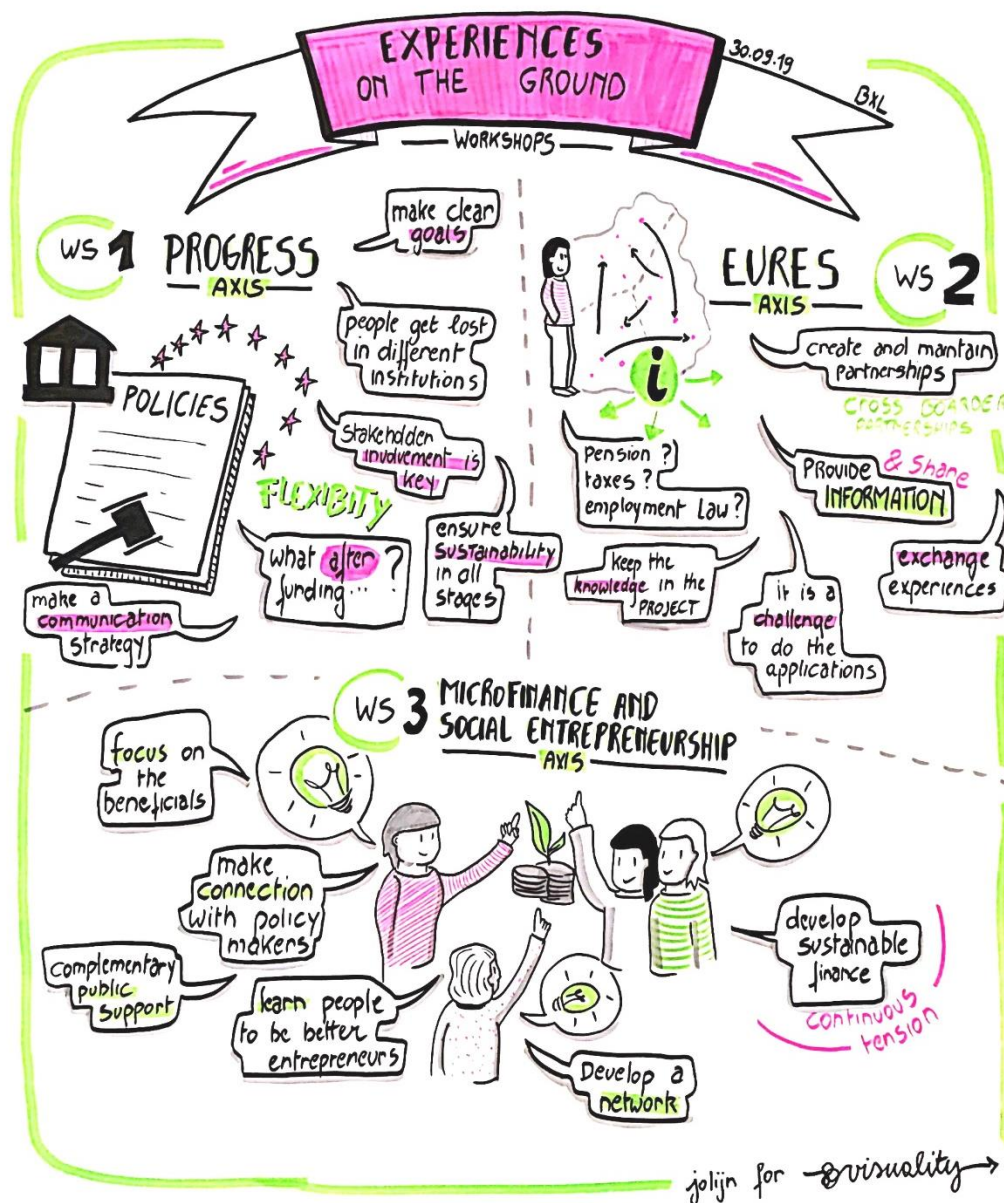 EXPERIENCES
ON THE GROUND
30.09.19
BXL
WORKSHOPS
WS 1
PROGRESS
AXIS
make clear
goals
people get lost
in different
institutions
POLICIES
Stakeholder
involvement is
key
FLEXIBITY
what after
funding ... ?
ensure
SUSTAINABILITY
in all
stages
make a
communication
strategy
EURES
AXIS
WS 2
i
create and maintain
partnerships
CROSS BOARDER
PARTNERSHIPS
pension ?
taxes ?
employment law ?
PROVIDE & Share
INFORMATION
keep the
knowledge in the
PROJECT
exchange
experiences
it is a
challenge
to do the
applications
WS 3
MICROFINANCE AND
SOCIAL ENTREPRENEURSHIP
AXIS
focus on
the
beneficials
make
connection
with policy
makers
complementary
public
support
learn people
to be better
entrepreneurs
Develop a
network
develop
sustainable
finance
continuous
tension
jolijn for visuality